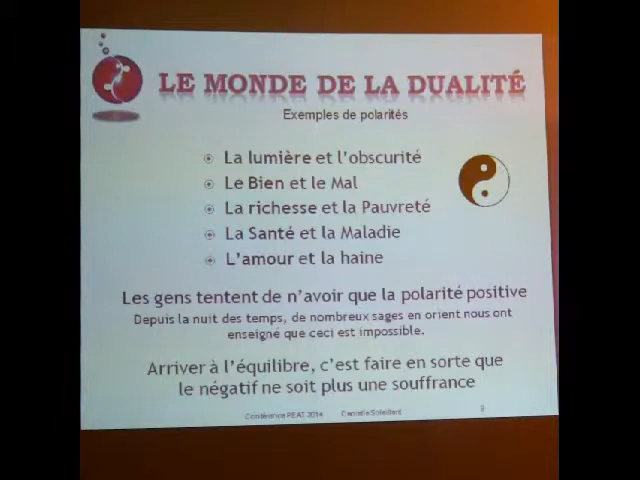 LE MONDE DE LA DUALITÉ
Exemples de polarités
La lumière et l'obscurité
Le Bien et le Mal
La richesse et la Pauvreté
La Santé et la Maladie
L'amour et la haine
Les gens tentent de n'avoir que la polarité positive
Depuis la nuit des temps, de nombreux sages en orient nous ont
enseigné que ceci est impossible.
Arriver à l'équilibre, c'est faire en sorte que
le négatif ne soit plus une souffrance
Conférence PEAT 2014